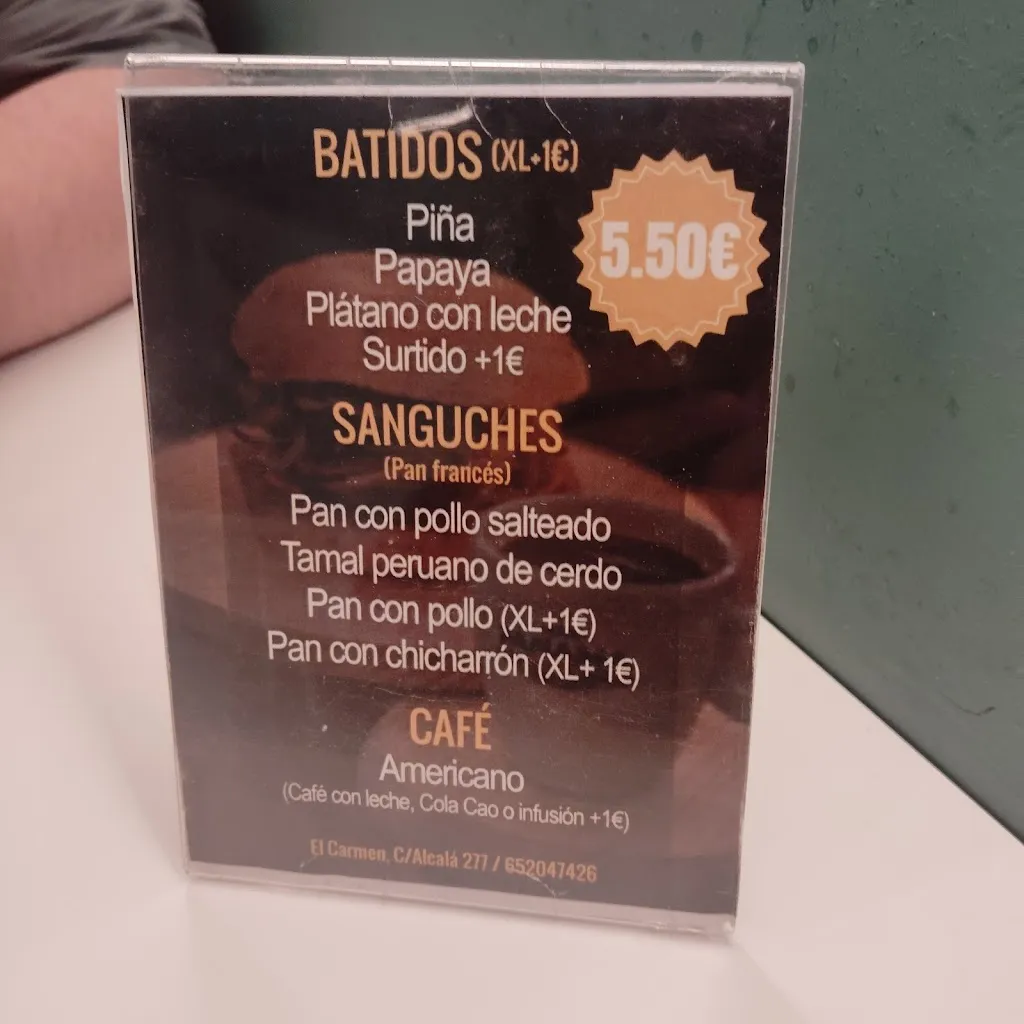 BATIDOS (XL+1€)
5.50€
Piña
Papaya
Plátano con leche
Surtido +1€
SANGUCHES
(Pan francés)
Pan con pollo salteado
Tamal peruano de cerdo
Pan con pollo (XL+1€)
Pan con chicharrón (XL+ 1€)
CAFÉ
Americano
(Café con leche, Cola Cao o infusión +1€)
El Carmen, C/Alcalá 277 / 652047426